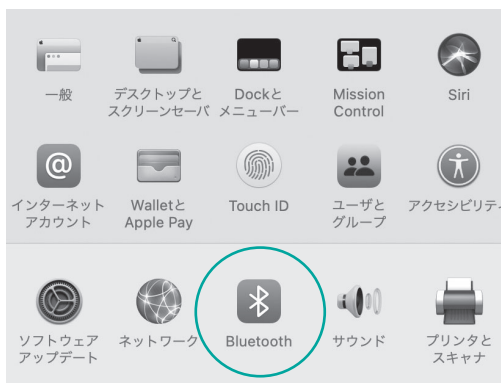 一般
デスクトップと
スクリーンセーバ
Dockと
メニューバー
Mission
Control
Siri
@
インターネット
アカウント
Walletと
Apple Pay
Touch ID
ユーザと
グループ
アクセシビリティ
ソフトウェア
アップデート
ネットワーク
Bluetooth
サウンド
プリンタと
スキャナ